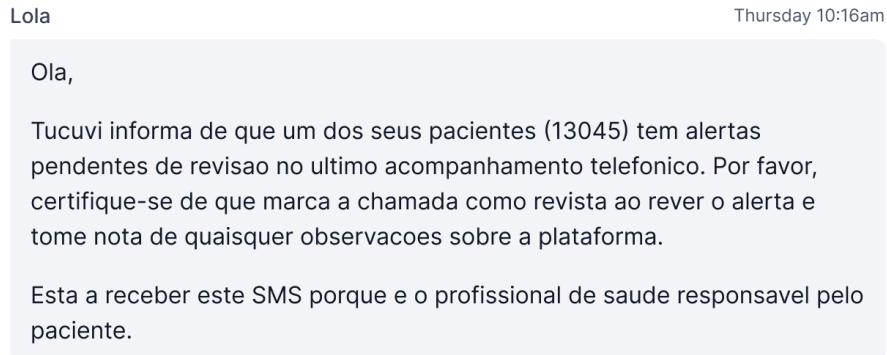 Lola
Thursday 10:16am
Ola,
Tucuvi informa de que um dos seus pacientes (13045) tem alertas
pendentes de revisao no ultimo acompanhamento telefonico. Por favor,
certifique-se de que marca a chamada como revista ao rever o alerta e
tome nota de quaisquer observacoes sobre a plataforma.
Esta a receber este SMS porque e o profissional de saude responsavel pelo
paciente.